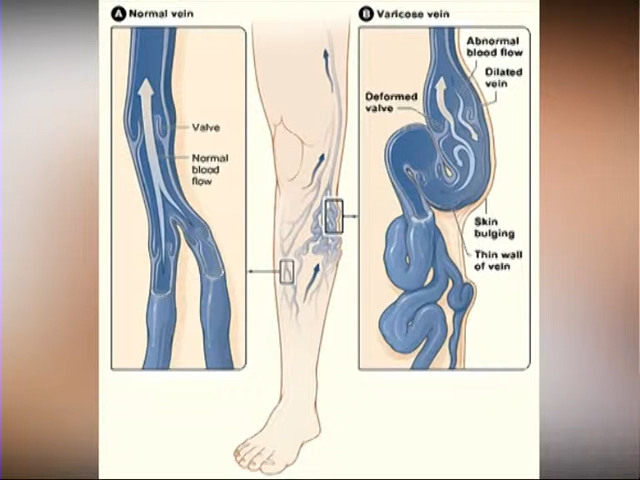 A Normal vein
Valve
Normal
blood
flow
B Varicose vein
Abnormal
blood flow
Dilated
vein
Deformed
valve
Skin
bulging
Thin wall
of vein